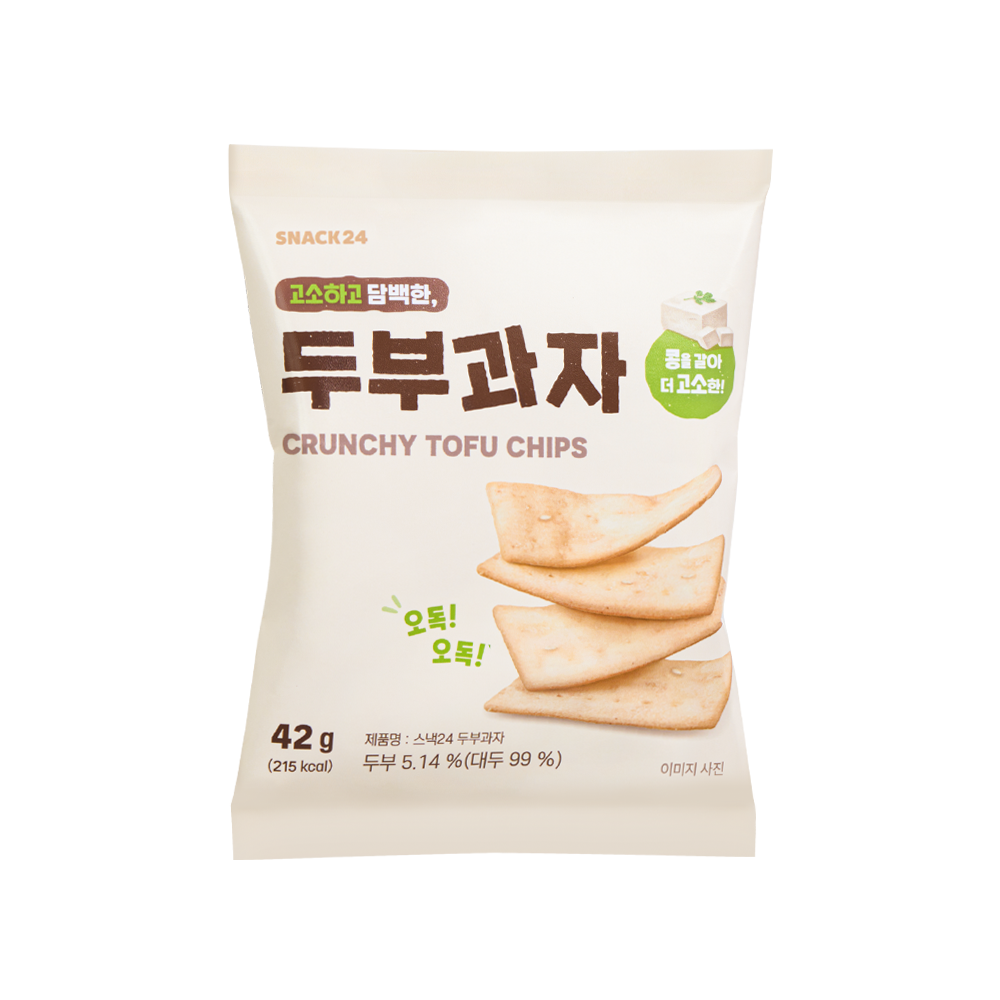 SNACK24
고소하고 담백한,
두부과자
콩을 갈아
더 고소한!
CRUNCHY TOFU CHIPS
오독!
오독!
42 g
(215 kcal)
제품명 : 스낵24 두부과자
두부 5.14 %(대두 99 %)
이미지 사진